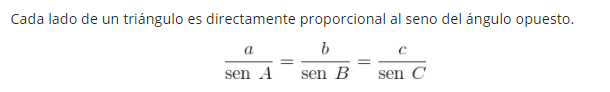 Cada lado de un triángulo es directamente proporcional al seno del ángulo opuesto.
a/sen A = b/sen B = c/sen C